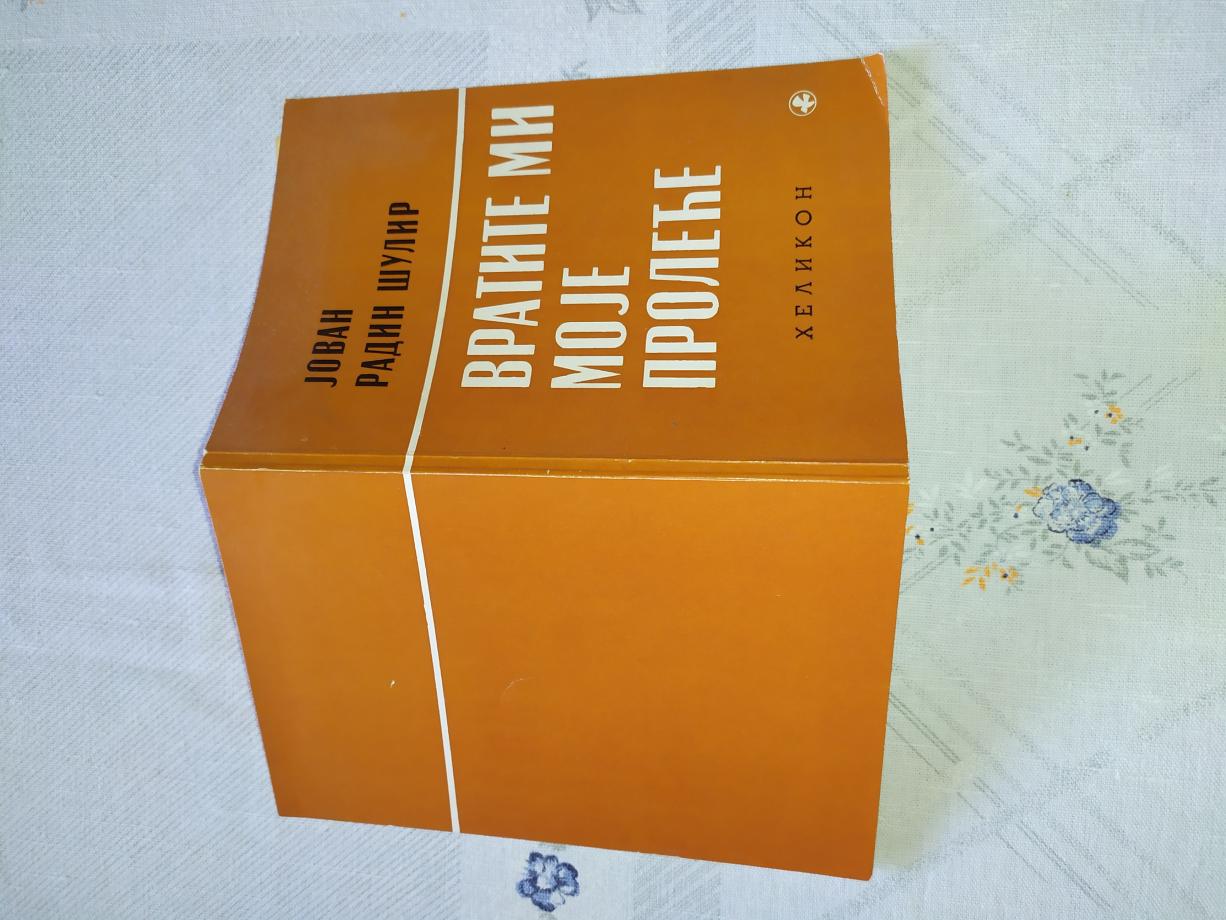 ЈОВАН
РАДИН ШУЛИР
ВРАТИТЕ МИ
МОЈЕ
ПРОЛЕЋЕ
ХЕЛИКОН